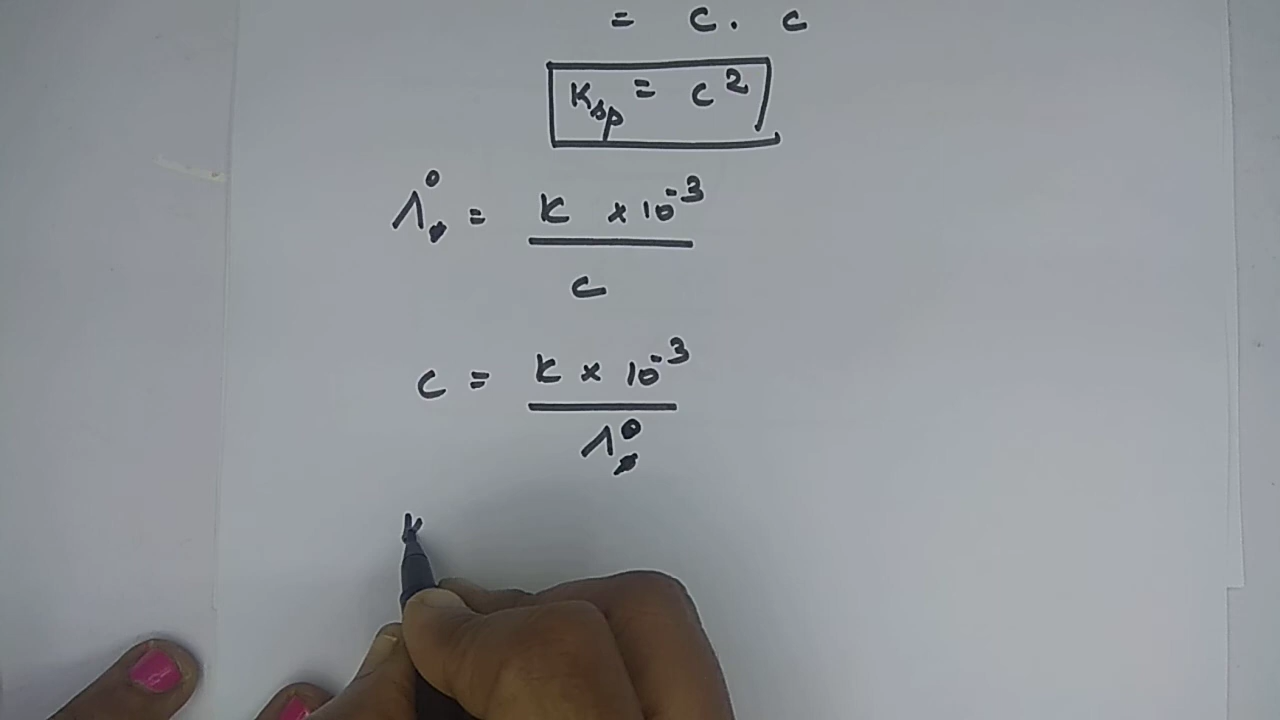 = C . C
Ksp = C²
Λ° = K × 10⁻³ / C
C = K × 10⁻³ / Λ°
K